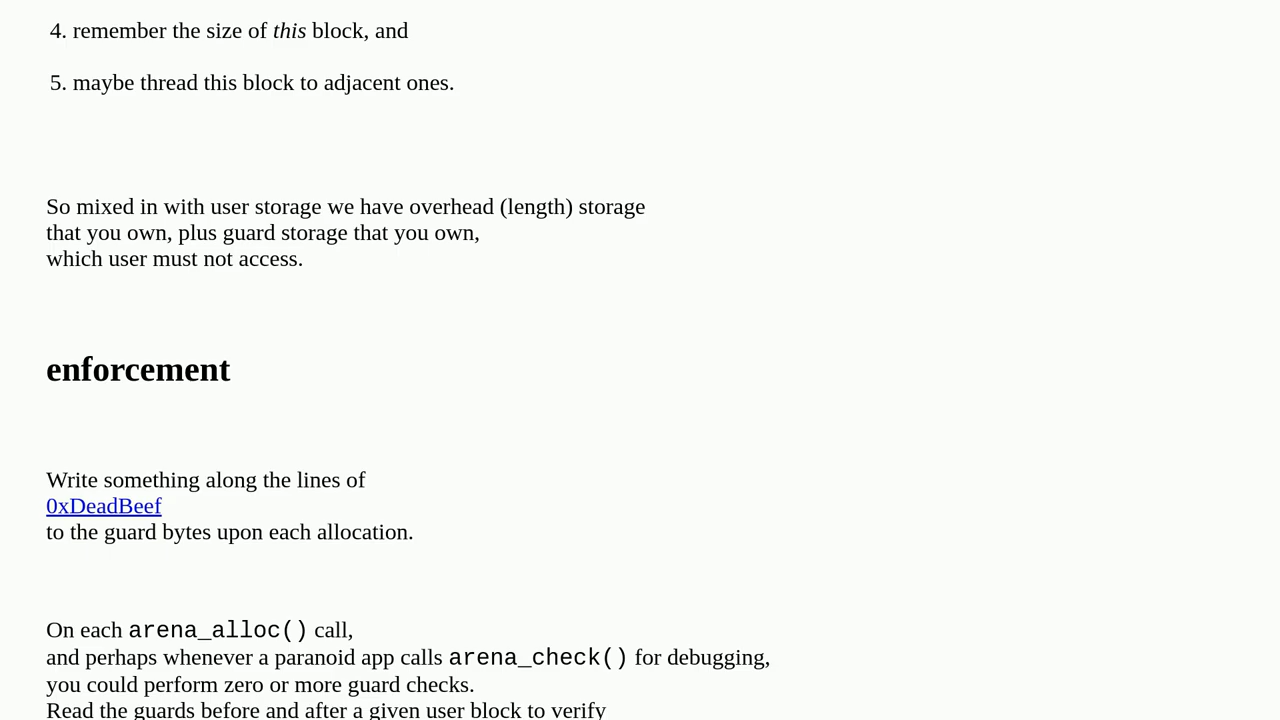 4. remember the size of this block, and
5. maybe thread this block to adjacent ones.
So mixed in with user storage we have overhead (length) storage
that you own, plus guard storage that you own,
which user must not access.
enforcement
Write something along the lines of
0xDeadBeef
to the guard bytes upon each allocation.
On each arena_alloc() call,
and perhaps whenever a paranoid app calls arena_check() for debugging,
you could perform zero or more guard checks.
Read the guards before and after a given user block to verify